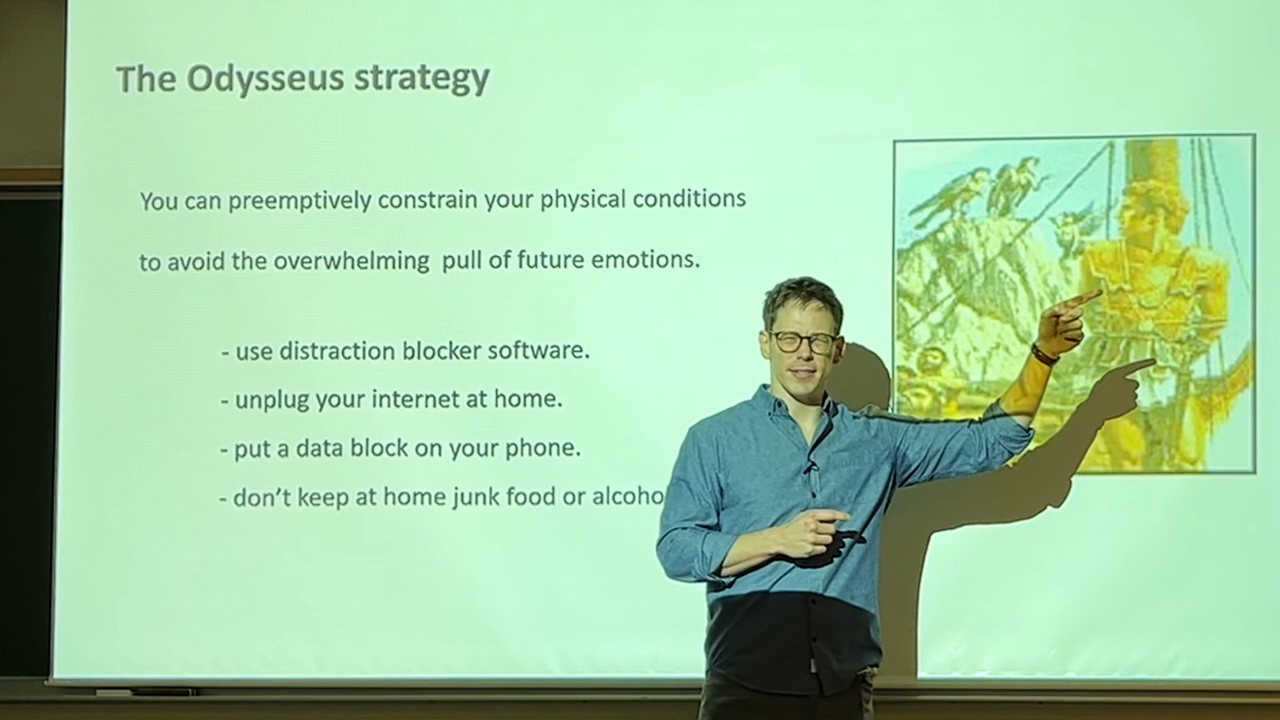 The Odysseus strategy
You can preemptively constrain your physical conditions
to avoid the overwhelming pull of future emotions.
- use distraction blocker software.
- unplug your internet at home.
- put a data block on your phone.
- don't keep at home junk food or